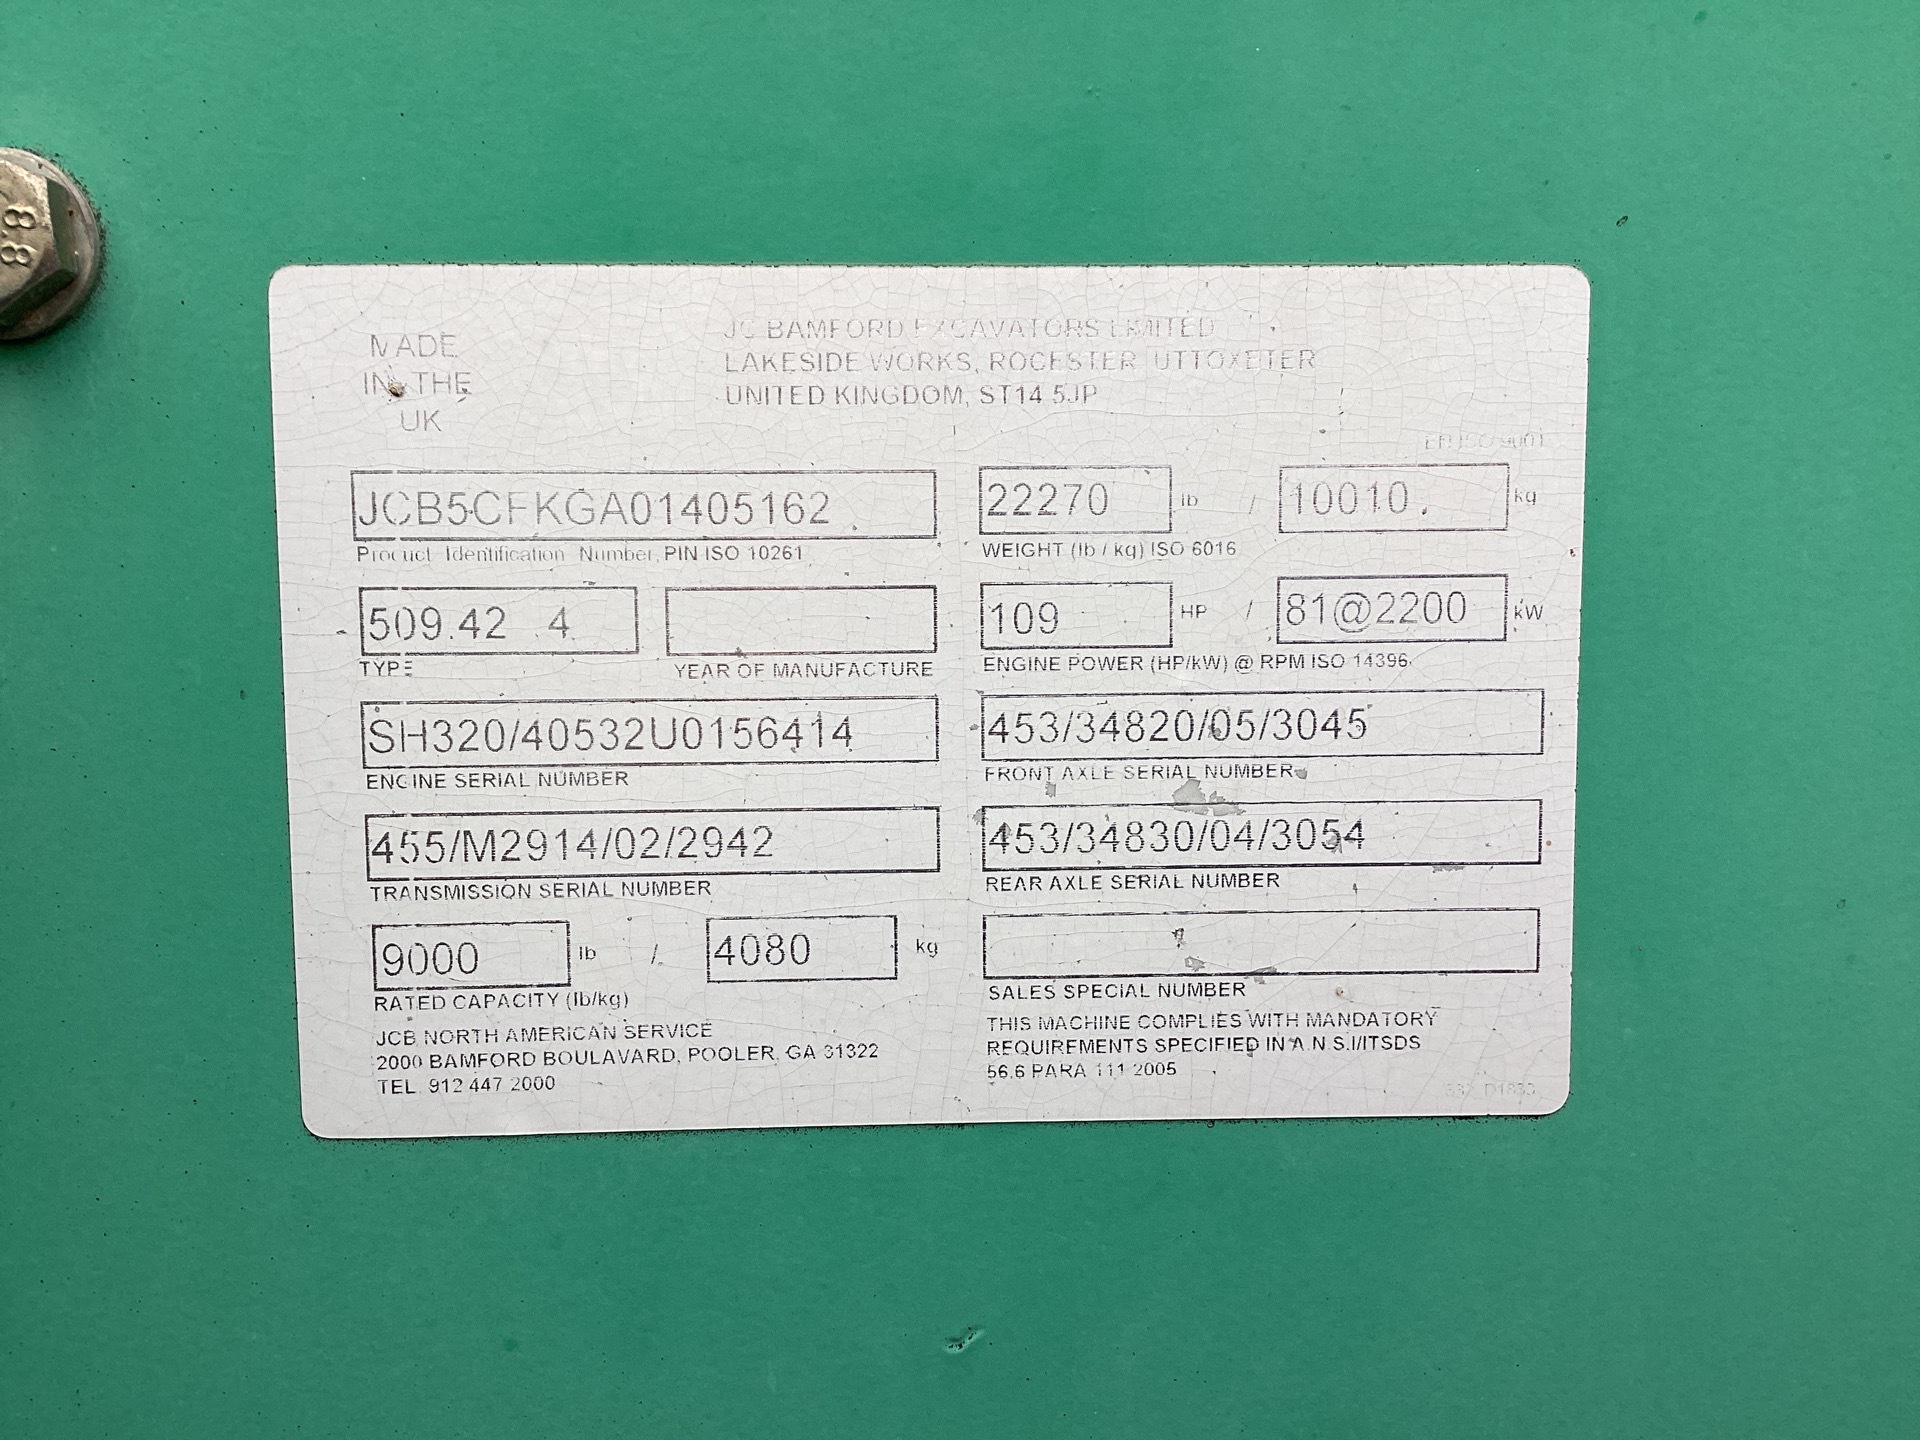 8.8
MADE
IN THE
UK
JC BAMFORD EXCAVATORS LIMITED
LAKESIDE WORKS, ROCESTER UTTOXETER
UNITED KINGDOM, ST14 5JP
EN ISO 9001
JCB5CFKGA01405162
Product Identification Number, PIN ISO 10261
22270 lb / 10010. kg
WEIGHT (lb / kg) ISO 6016
509.42 4
TYPE
YEAR OF MANUFACTURE
109 HP / 81@2200 kW
ENGINE POWER (HP/kW) @ RPM ISO 14396
SH320/40532U0156414
ENGINE SERIAL NUMBER
453/34820/05/3045
FRONT AXLE SERIAL NUMBER
455/M2914/02/2942
TRANSMISSION SERIAL NUMBER
453/34830/04/3054
REAR AXLE SERIAL NUMBER
9000 lb / 4080 kg
RATED CAPACITY (lb/kg)
SALES SPECIAL NUMBER
JCB NORTH AMERICAN SERVICE
2000 BAMFORD BOULAVARD, POOLER, GA 31322
TEL. 912 447 2000
THIS MACHINE COMPLIES WITH MANDATORY
REQUIREMENTS SPECIFIED IN A.N.S.I/ITSDS
56.6 PARA 111 2005